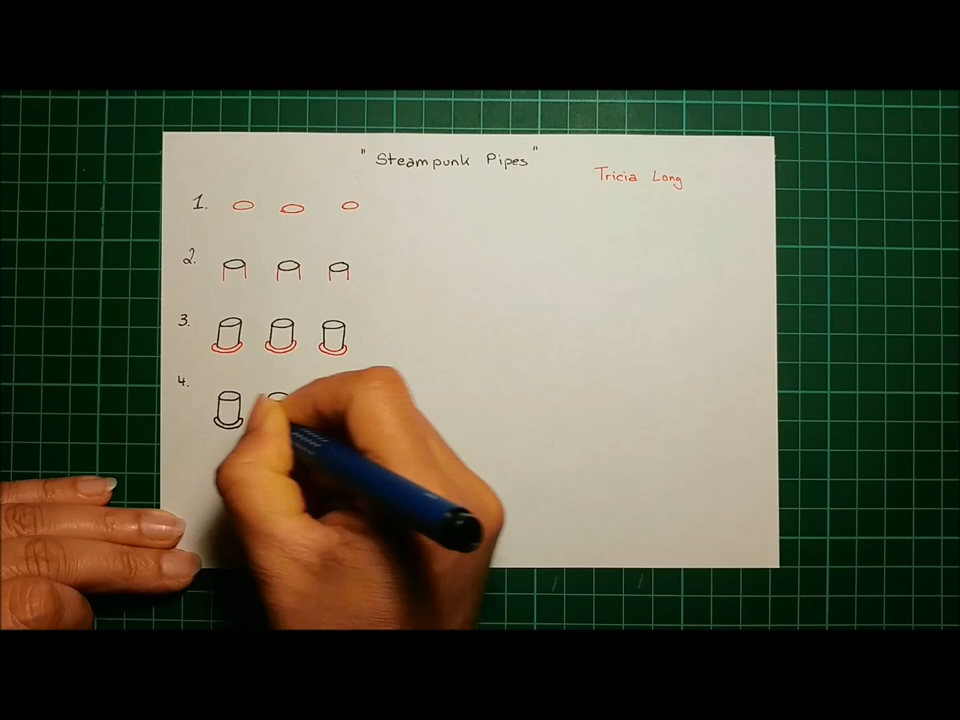 " Steampunk Pipes "
Tricia Long
1.
2.
3.
4.